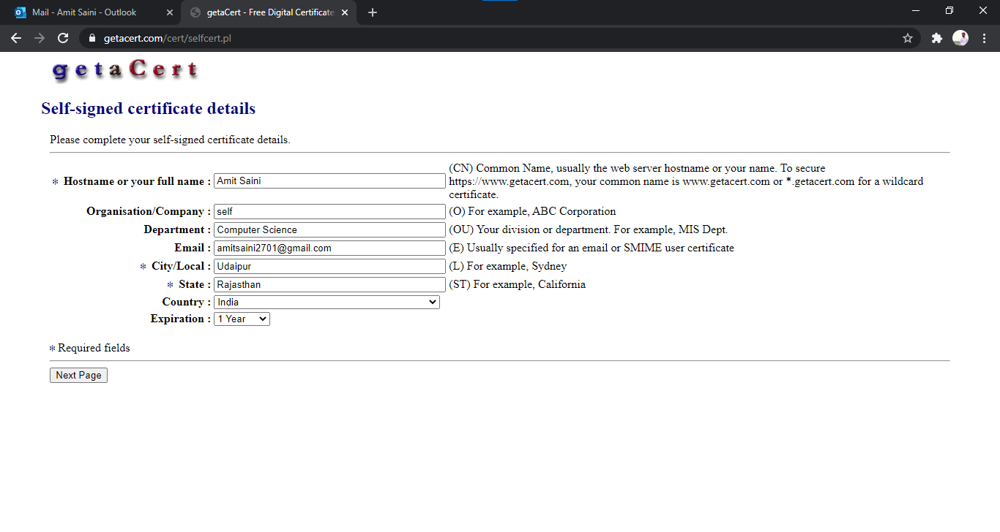 Mail - Amit Saini - Outlook
getaCert - Free Digital Certificate
getacert.com/cert/selfcert.pl
getaCert
Self-signed certificate details
Please complete your self-signed certificate details.
* Hostname or your full name : Amit Saini (CN) Common Name, usually the web server hostname or your name. To secure
https://www.getacert.com, your common name is www.getacert.com or *.getacert.com for a wildcard
certificate.
Organisation/Company : self (O) For example, ABC Corporation
Department : Computer Science (OU) Your division or department. For example, MIS Dept.
Email : amitsaini2701@gmail.com (E) Usually specified for an email or SMIME user certificate
* City/Local : Udaipur (L) For example, Sydney
* State : Rajasthan (ST) For example, California
Country : India
Expiration : 1 Year
* Required fields
Next Page